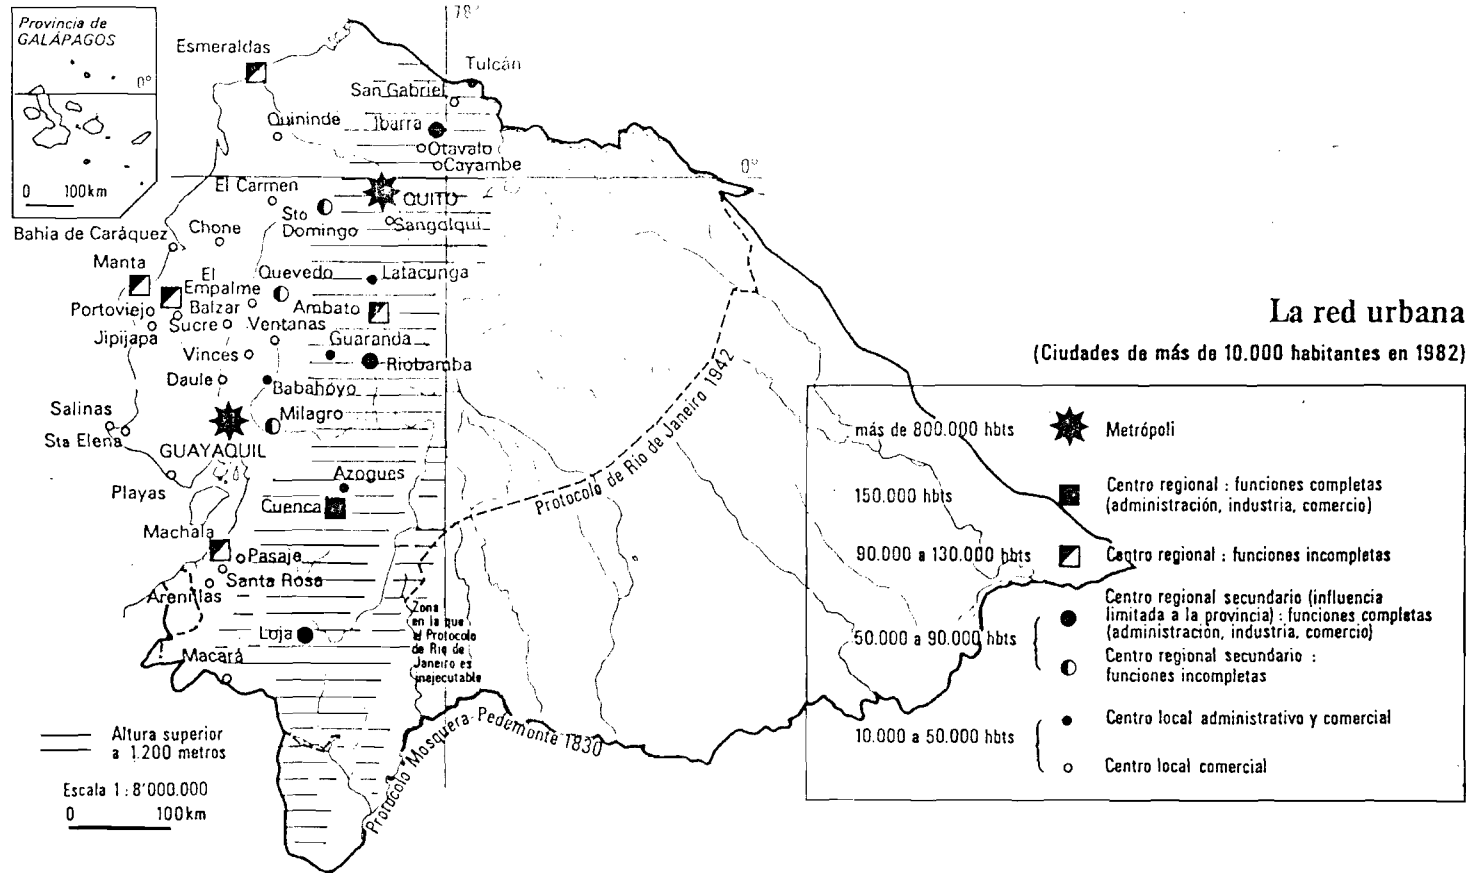 Provincia de
GALÁPAGOS
0°
0 100km
78°
Esmeraldas
Tulcán
San Gabriel
Ibarra
Quininde
Otavalo
Cayambe
0°
El Carmen
QUITO
Sto
Domingo
Sangolqui
Chone
Bahia de Caráquez
Manta
El
Empalme
Quevedo
Latacunga
Portoviejo
Balzar
Ambato
Jipijapa
Sucre
Ventanas
Guaranda
Vinces
Riobamba
Daule
Babahoyo
Salinas
Milagro
Sta Elena
GUAYAQUIL
Playas
Azogues
Cuenca
Machala
Pasaje
Santa Rosa
Arenillas
Loja
Macará
Zona
en la que
el Protocolo
de Rio de
Janeiro es
inejecutable
Protocolo de Rio de Janeiro 1942
Protocolo Mosquera-Pedemonte 1830
Altura superior
a 1.200 metros
Escala 1 : 8'000.000
0 100km
La red urbana
(Ciudades de más de 10.000 habitantes en 1982)
más de 800.000 hbts Metrópoli
150.000 hbts Centro regional : funciones completas
(administración, industria, comercio)
90.000 a 130.000 hbts Centro regional : funciones incompletas
50.000 a 90.000 hbts Centro regional secundario (influencia
limitada a la provincia) : funciones completas
(administración, industria, comercio)
Centro regional secundario :
funciones incompletas
10.000 a 50.000 hbts Centro local administrativo y comercial
Centro local comercial